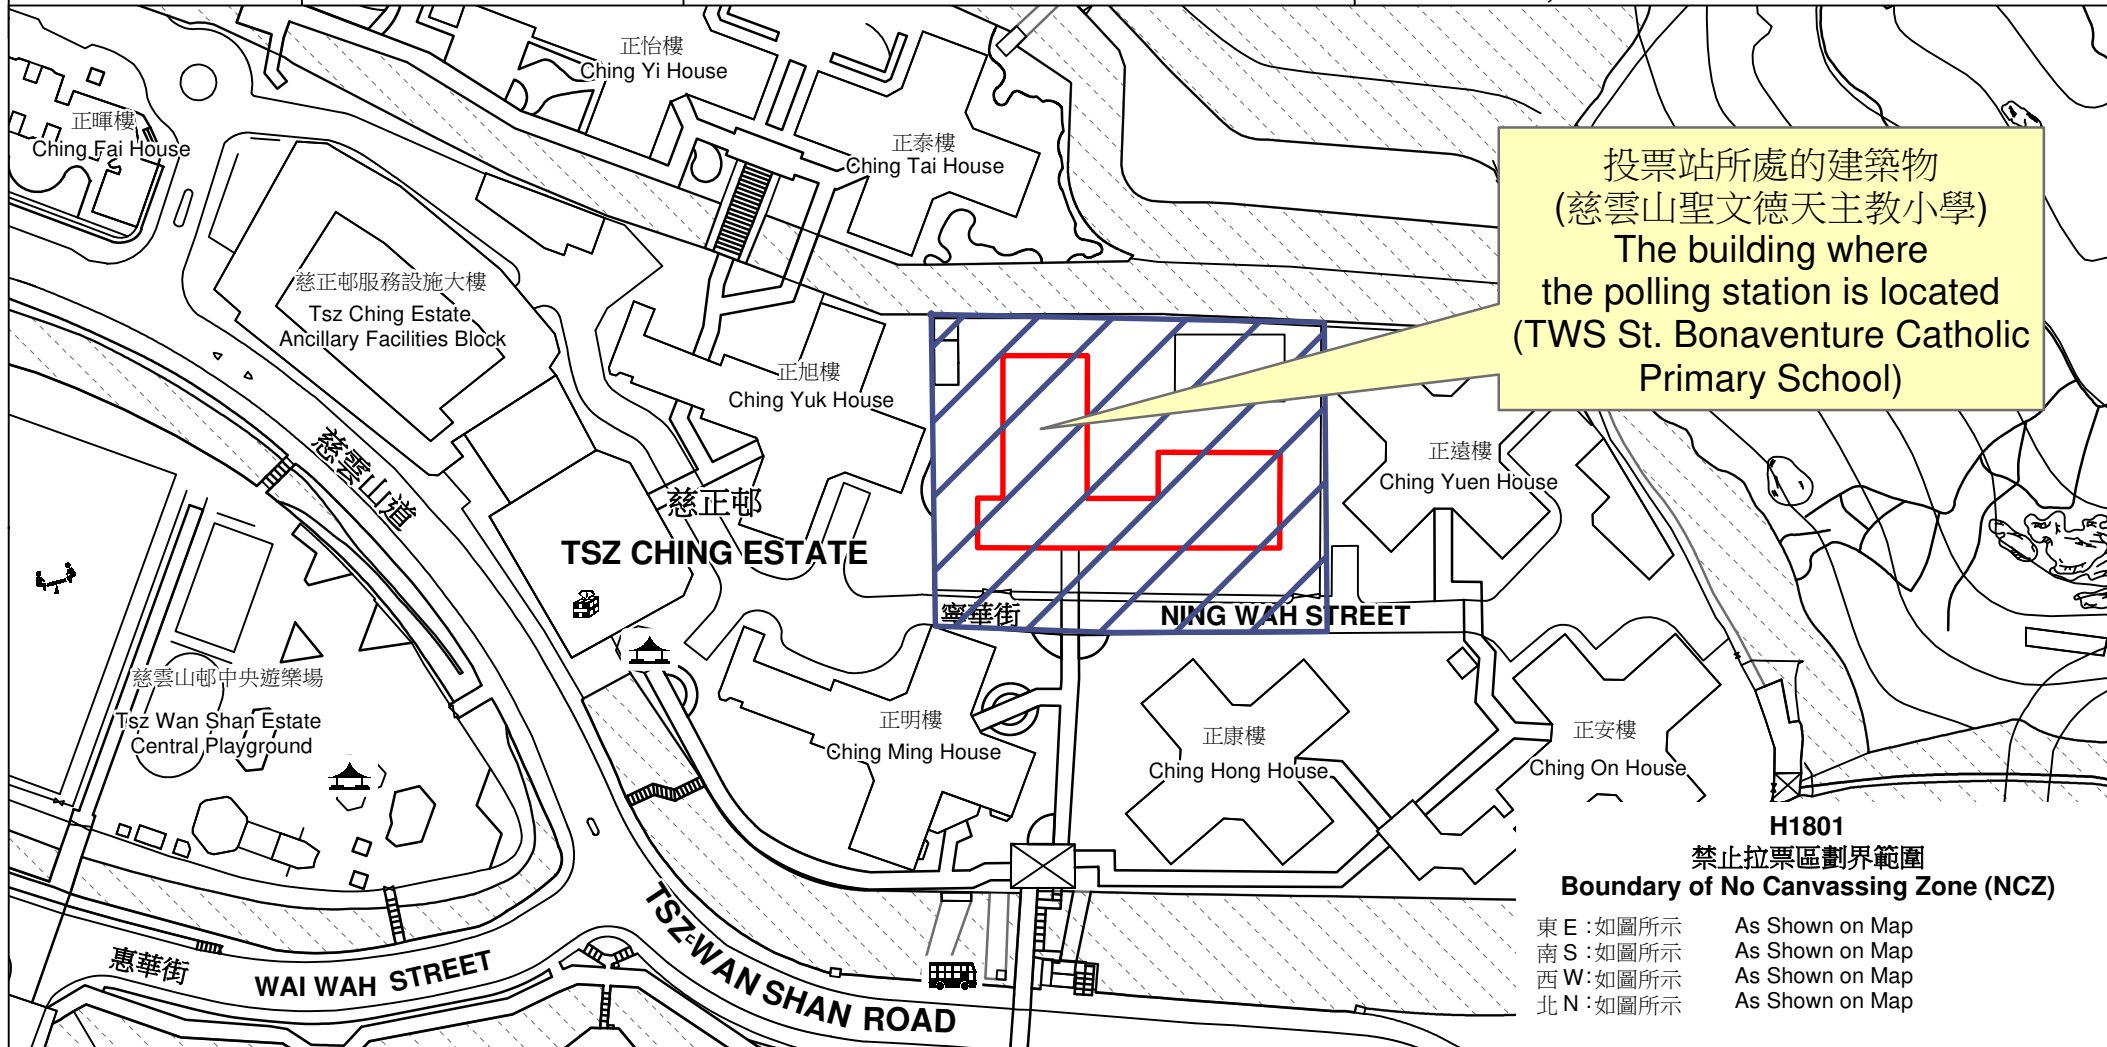 正怡樓
Ching Yi House
正暉樓
Ching Fai House
正泰樓
Ching Tai House
投票站所處的建築物
(慈雲山聖文德天主教小學)
The building where
the polling station is located
(TWS St. Bonaventure Catholic
Primary School)
慈正邨服務設施大樓
Tsz Ching Estate
Ancillary Facilities Block
正旭樓
Ching Yuk House
正遠樓
Ching Yuen House
慈雲山道
慈正邨
TSZ CHING ESTATE
寧華街
NING WAH STREET
慈雲山邨中央遊樂場
Tsz Wan Shan Estate
Central Playground
正明樓
Ching Ming House
正康樓
Ching Hong House
正安樓
Ching On House
惠華街
WAI WAH STREET
TSZ WAN SHAN ROAD
H1801
禁止拉票區劃界範圍
Boundary of No Canvassing Zone (NCZ)
東 E :如圖所示 As Shown on Map
南 S :如圖所示 As Shown on Map
西 W:如圖所示 As Shown on Map
北 N :如圖所示 As Shown on Map